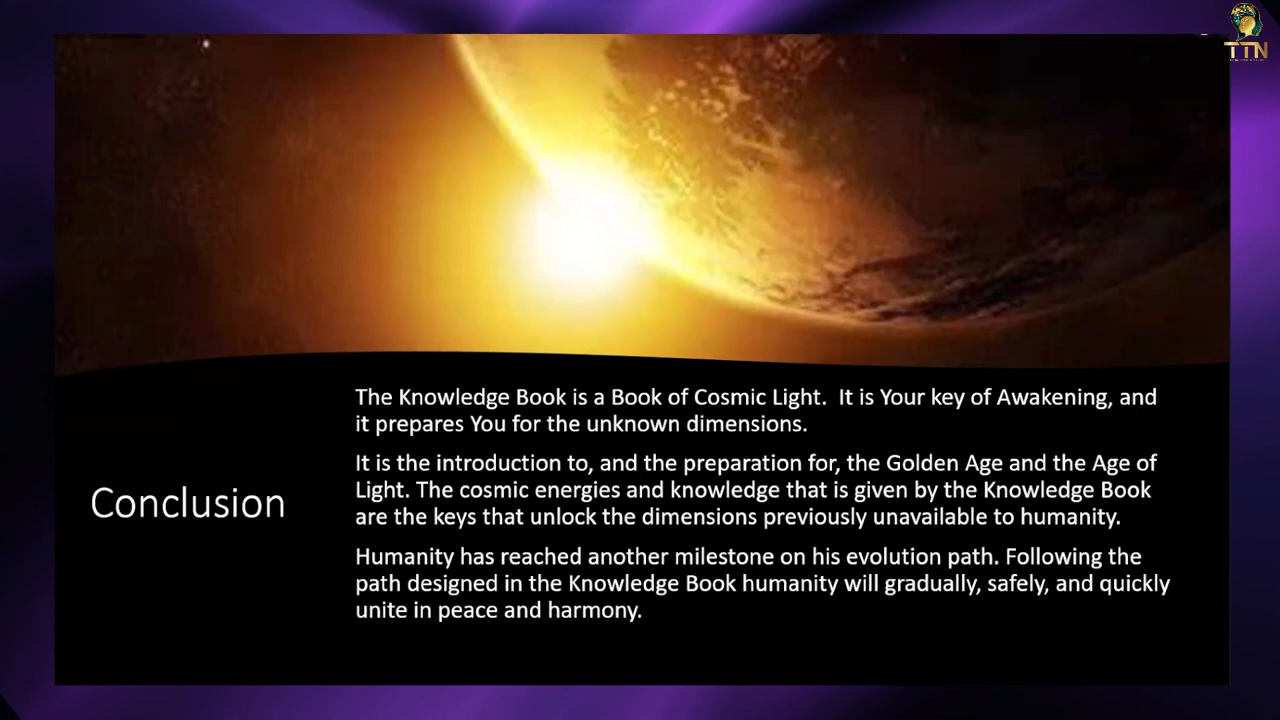 TTN
The Knowledge Book is a Book of Cosmic Light.  It is Your key of Awakening, and
it prepares You for the unknown dimensions.
It is the introduction to, and the preparation for, the Golden Age and the Age of
Light. The cosmic energies and knowledge that is given by the Knowledge Book
are the keys that unlock the dimensions previously unavailable to humanity.
Conclusion
Humanity has reached another milestone on his evolution path. Following the
path designed in the Knowledge Book humanity will gradually, safely, and quickly
unite in peace and harmony.